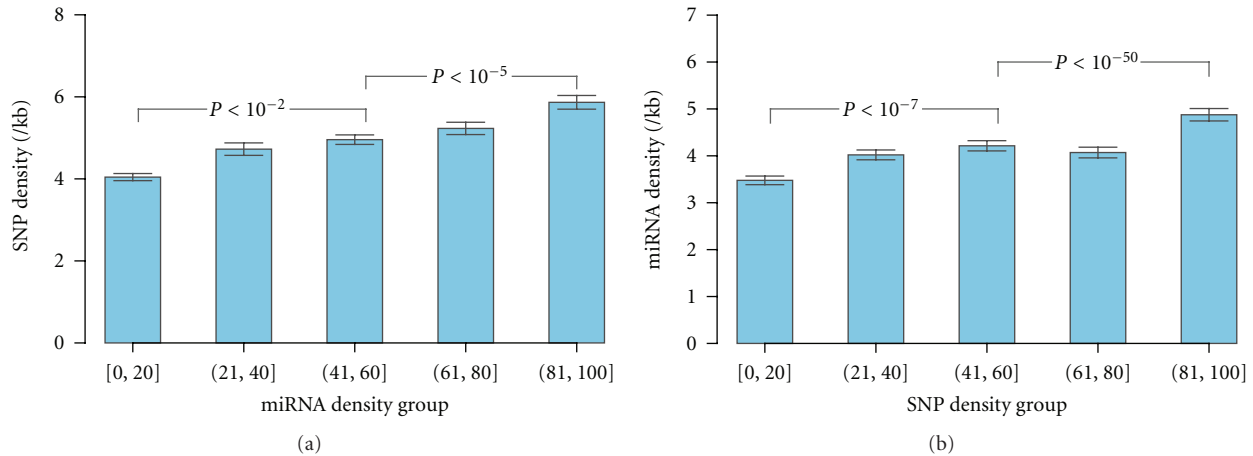 8
6
4
2
0
SNP density (/kb)
P < 10−2
P < 10−5
[0, 20]
(21, 40]
(41, 60]
(61, 80]
(81, 100]
miRNA density group
(a)
7
6
5
4
3
2
1
0
miRNA density (/kb)
P < 10−7
P < 10−50
[0, 20]
(21, 40]
(41, 60]
(61, 80]
(81, 100]
SNP density group
(b)